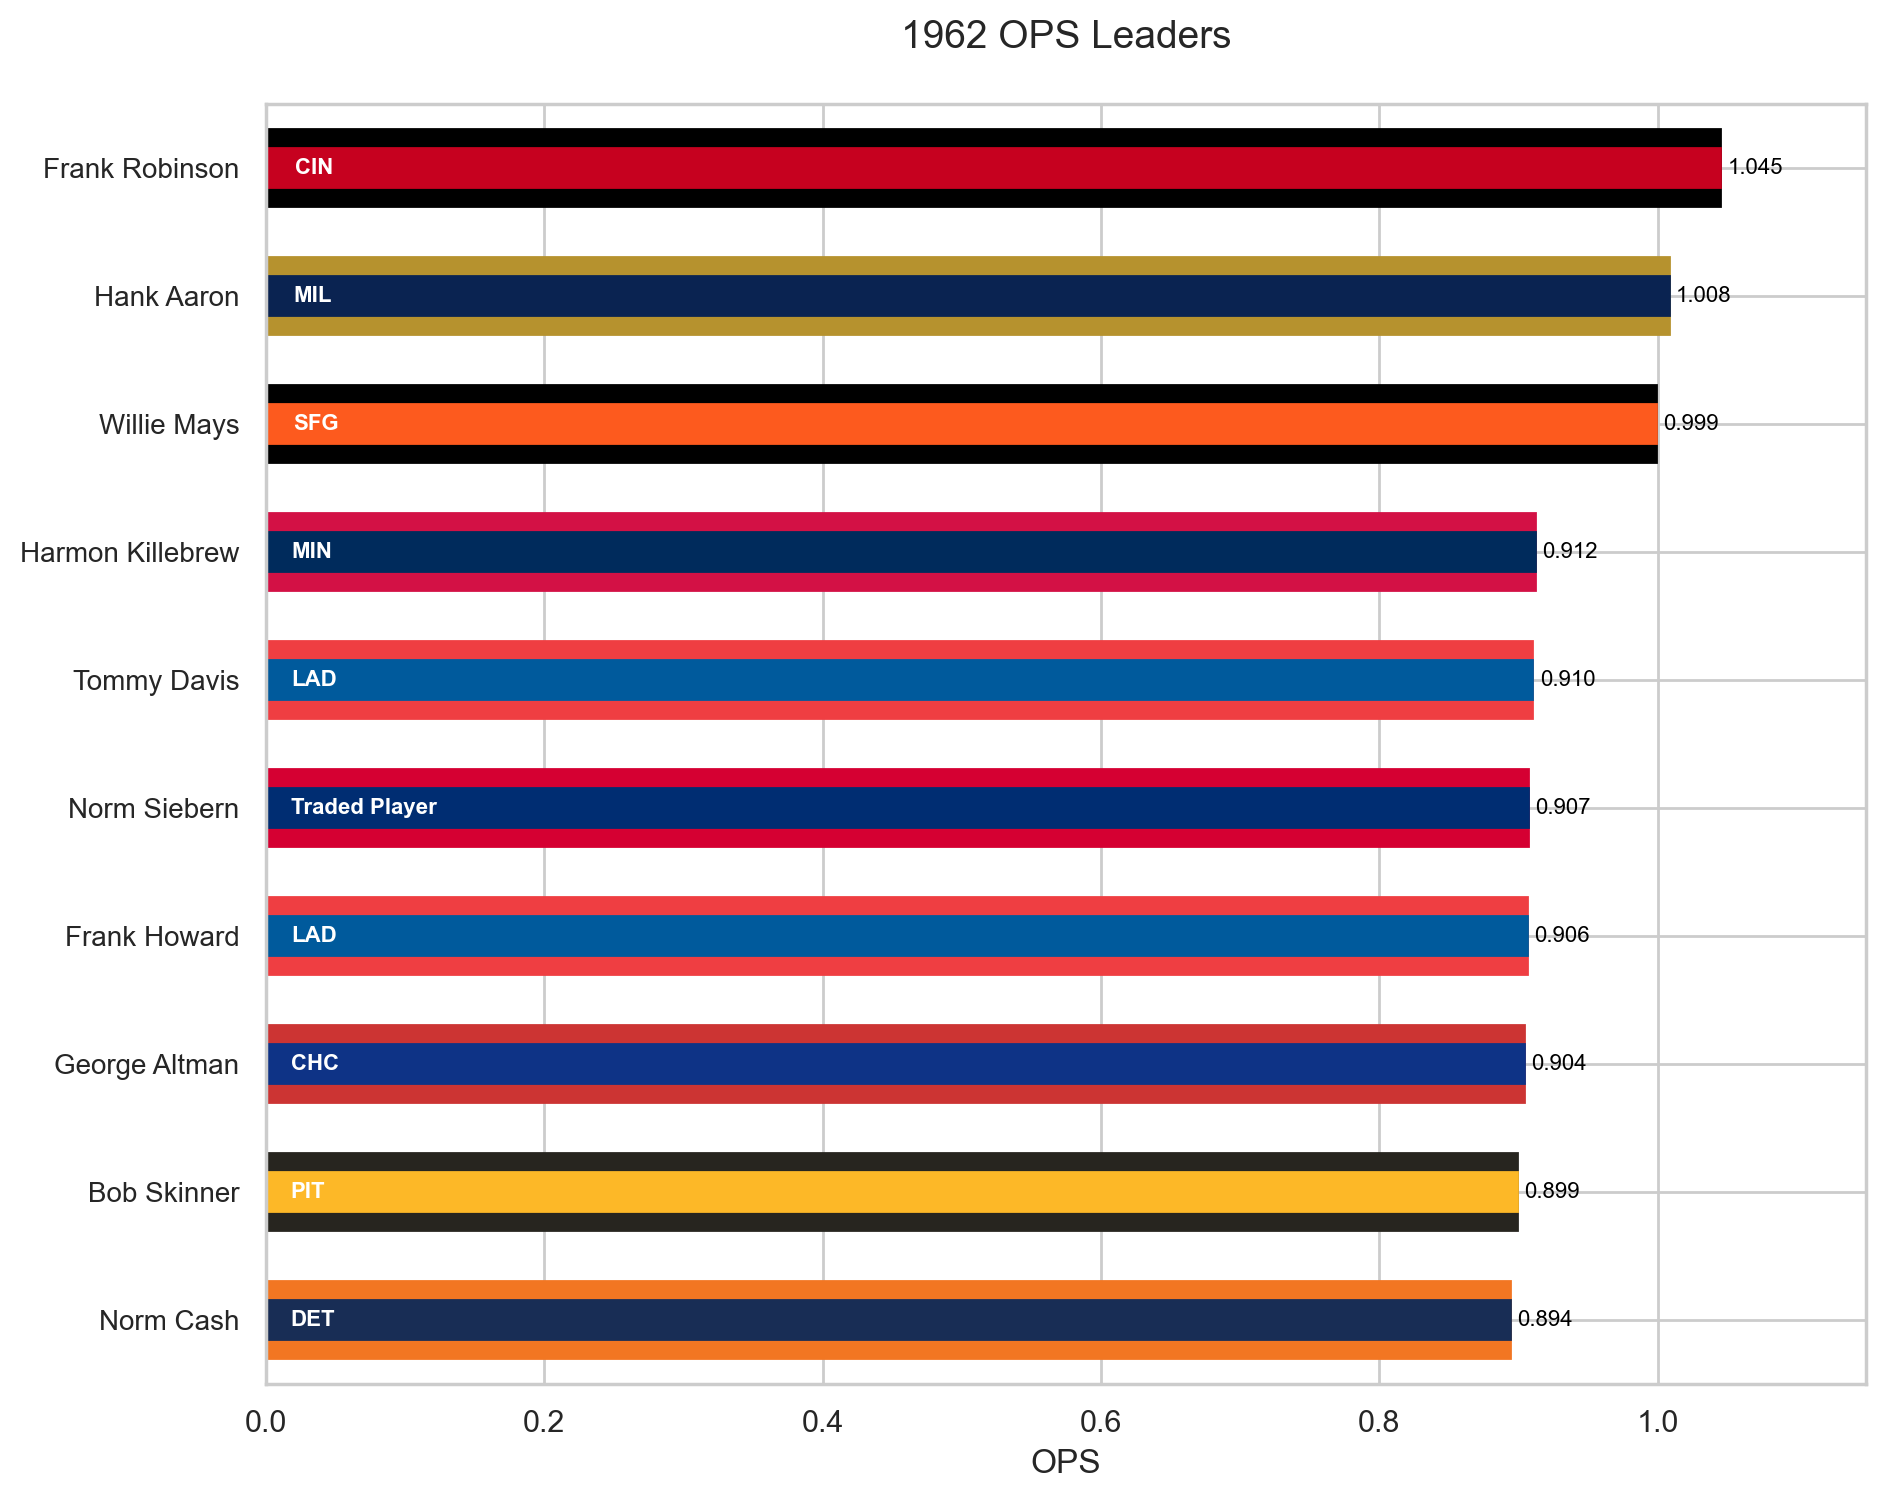 1962 OPS Leaders
Frank Robinson CIN 1.045
Hank Aaron MIL 1.008
Willie Mays SFG 0.999
Harmon Killebrew MIN 0.912
Tommy Davis LAD 0.910
Norm Siebern Traded Player 0.907
Frank Howard LAD 0.906
George Altman CHC 0.904
Bob Skinner PIT 0.899
Norm Cash DET 0.894
0.0 0.2 0.4 0.6 0.8 1.0
OPS